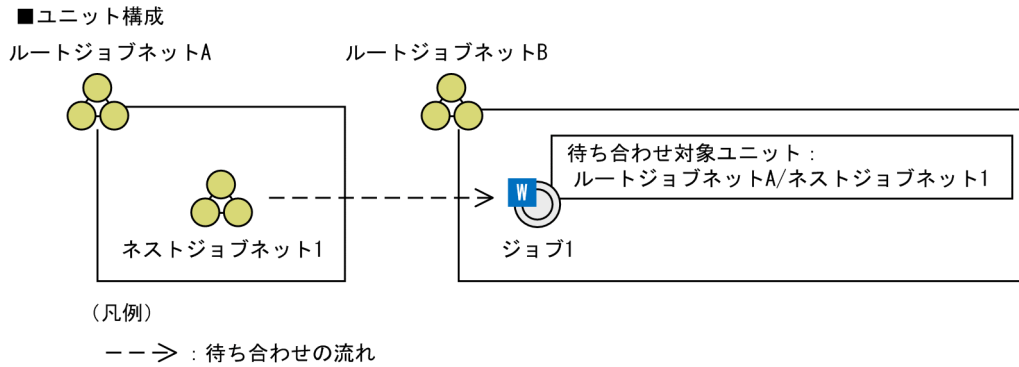 ■ユニット構成
ルートジョブネットA
ルートジョブネットB
待ち合わせ対象ユニット：
ルートジョブネットA/ネストジョブネット1
W
ネストジョブネット1
ジョブ1
（凡例）
：待ち合わせの流れ